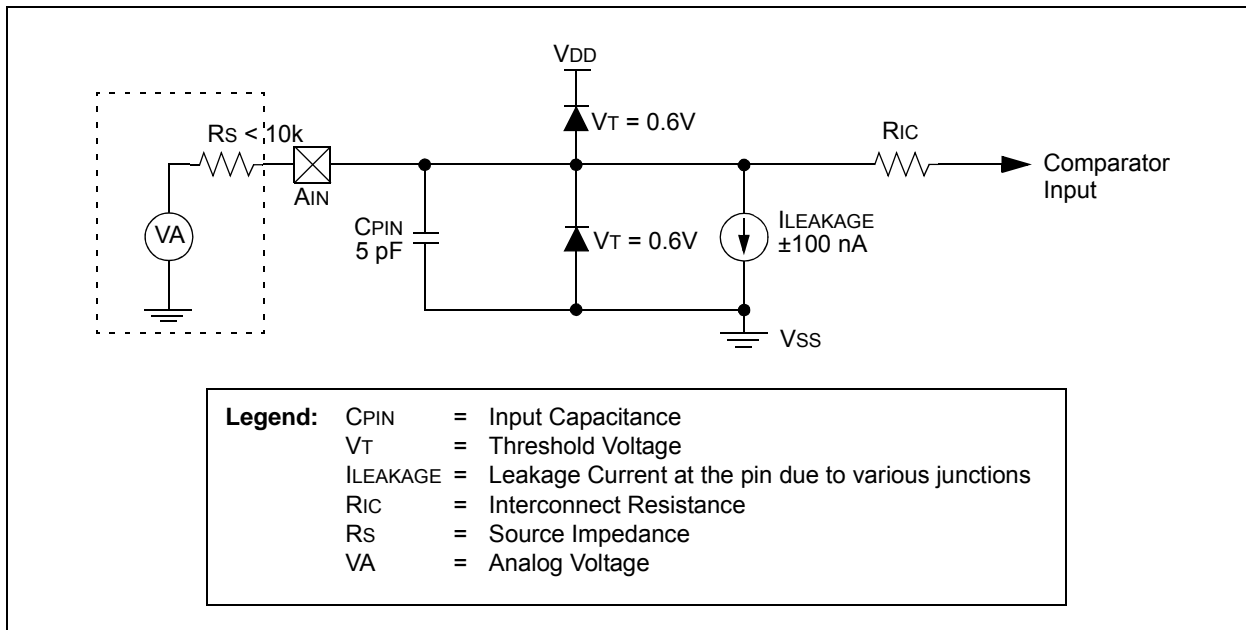 VDD
VT = 0.6V
RS < 10k
RIC
AIN
Comparator
Input
VA
CPIN
5 pF
VT = 0.6V
ILEAKAGE
±100 nA
VSS
Legend: CPIN = Input Capacitance
VT = Threshold Voltage
ILEAKAGE = Leakage Current at the pin due to various junctions
RIC = Interconnect Resistance
RS = Source Impedance
VA = Analog Voltage